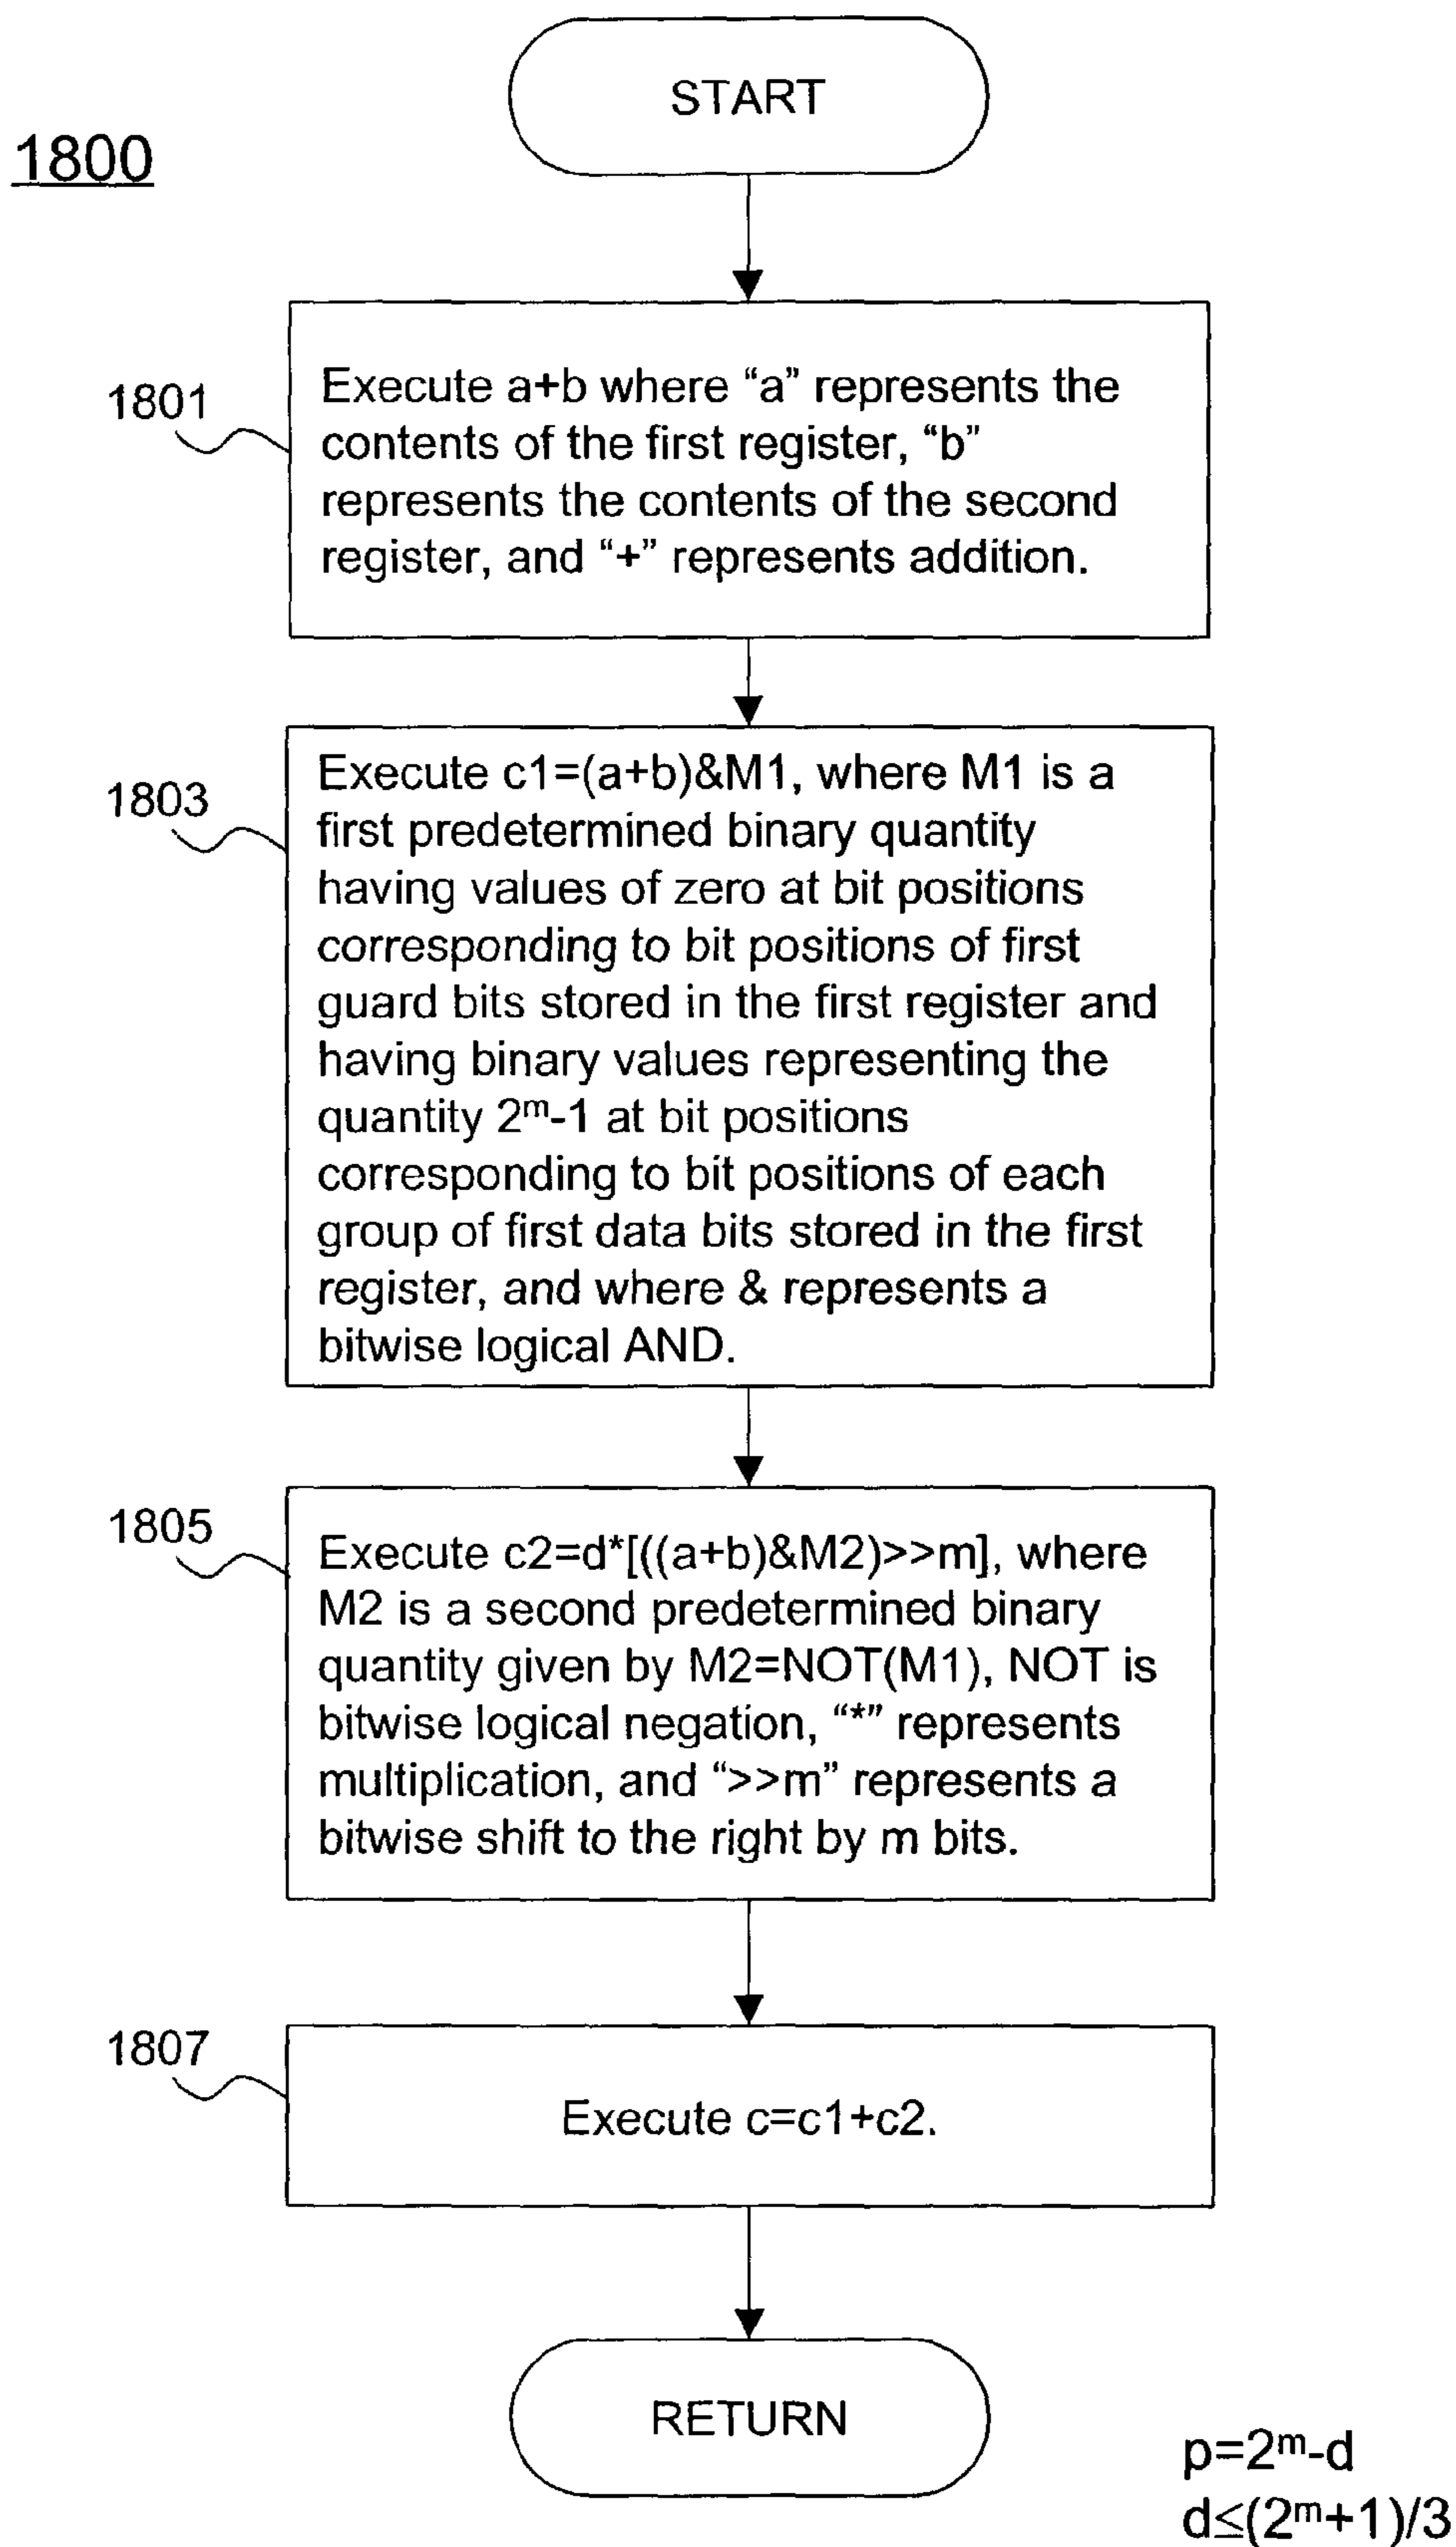 START
1800
1801
Execute a+b where “a” represents the
contents of the first register, “b”
represents the contents of the second
register, and “+” represents addition.
1803
Execute c1=(a+b)&M1, where M1 is a
first predetermined binary quantity
having values of zero at bit positions
corresponding to bit positions of first
guard bits stored in the first register and
having binary values representing the
quantity 2ᵐ-1 at bit positions
corresponding to bit positions of each
group of first data bits stored in the first
register, and where & represents a
bitwise logical AND.
1805
Execute c2=d*[((a+b)&M2)>>m], where
M2 is a second predetermined binary
quantity given by M2=NOT(M1), NOT is
bitwise logical negation, “*” represents
multiplication, and “>>m” represents a
bitwise shift to the right by m bits.
1807
Execute c=c1+c2.
RETURN
p=2ᵐ-d
d≤(2ᵐ+1)/3